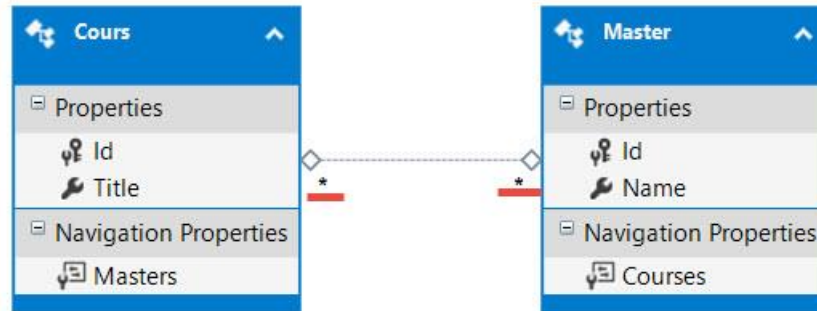 Cours
Properties
Id
Title
Navigation Properties
Masters
* *
Master
Properties
Id
Name
Navigation Properties
Courses